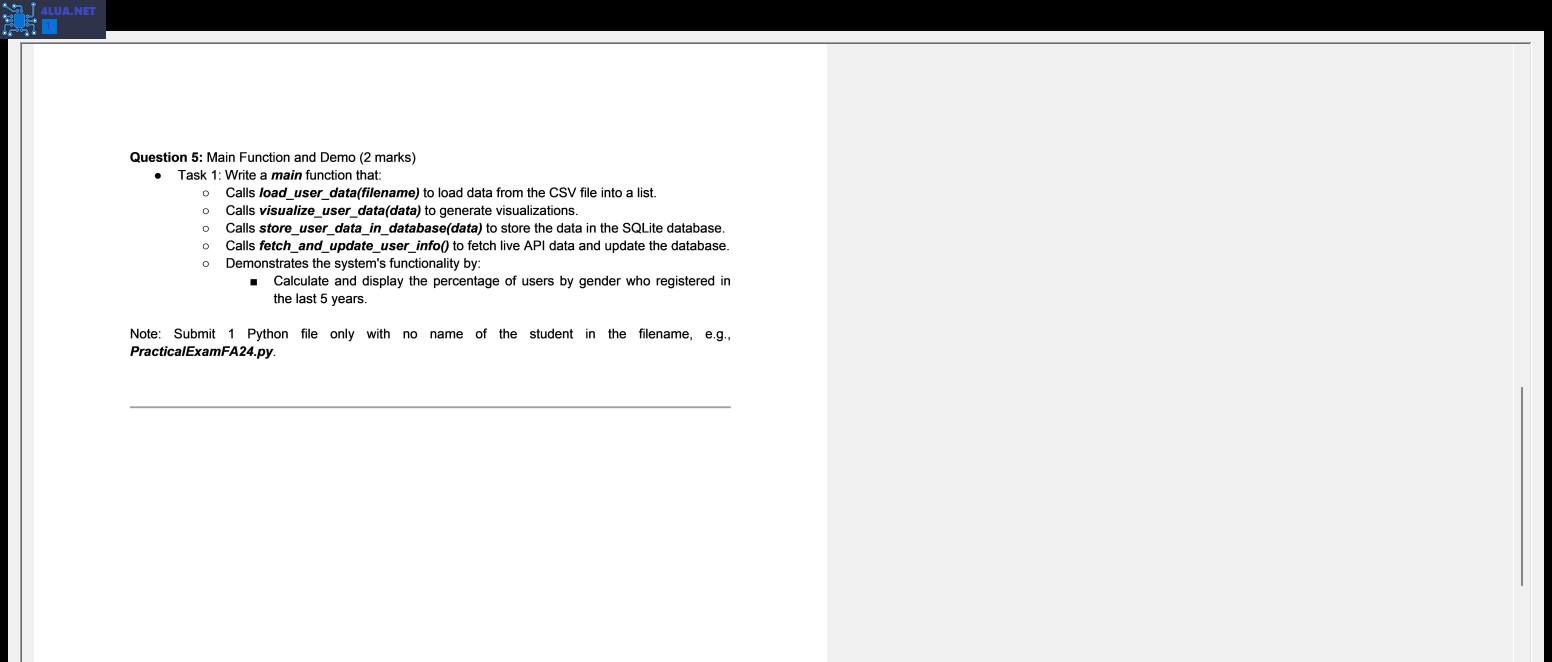 4LUA.NET
Question 5: Main Function and Demo (2 marks)
● Task 1: Write a main function that:
○ Calls load_user_data(filename) to load data from the CSV file into a list.
○ Calls visualize_user_data(data) to generate visualizations.
○ Calls store_user_data_in_database(data) to store the data in the SQLite database.
○ Calls fetch_and_update_user_info() to fetch live API data and update the database.
○ Demonstrates the system's functionality by:
■ Calculate and display the percentage of users by gender who registered in
the last 5 years.
Note: Submit 1 Python file only with no name of the student in the filename, e.g.,
PracticalExamFA24.py.